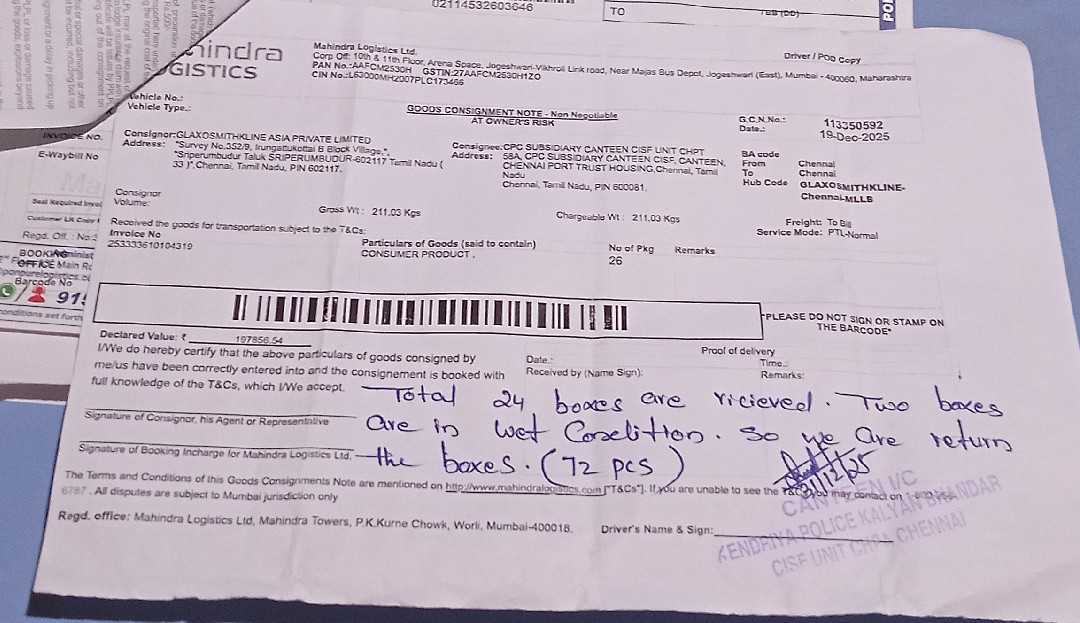 02114532603646
TO
Mahindra Logistics Ltd.
Corp Off: 10th & 11th Floor, Arena Space, Jogeshwari-Vikhroli Link road, Near Majas Bus Depot, Jogeshwari (East), Mumbai - 400060, Maharashtra
PAN No.:AAFCM2530H GSTIN:27AAFCM2530H1ZO
CIN No.:L63000MH2007PLC173466
Driver / POD Copy
hindra
OGISTICS
Vehicle No.:
Vehicle Type.:
GOODS CONSIGNMENT NOTE - Non Negotiable
AT OWNER'S RISK
G.C.N.No.: 113350592
Date.: 19-Dec-2025
INVOICE NO.
E-Waybill No
Consignor:GLAXOSMITHKLINE ASIA PRIVATE LIMITED
Address: "Survey No.352/9, Irungattukottai B Block Village,",
"Sriperumbudur Taluk SRIPERUMBUDUR-602117 Tamil Nadu (
33 )",Chennai, Tamil Nadu, PIN 602117.
Consignee:CPC SUBSIDIARY CANTEEN CISF UNIT CHPT
Address: 58A, CPC SUBSIDIARY CANTEEN CISF, CANTEEN,
CHENNAI PORT TRUST HOUSING,Chennai, Tamil
Nadu
Chennai, Tamil Nadu, PIN 600081.
BA code
From Chennai
To Chennai
Hub Code GLAXOSMITHKLINE-
Chennai-MLLB
Consignor
Volume:
Gross Wt : 211.03 Kgs
Chargeable Wt : 211.03 Kgs
Freight: To Bill
Service Mode: PTL-Normal
Received the goods for transportation subject to the T&Cs:
Invoice No
253333610104319
Particulars of Goods (said to contain)
CONSUMER PRODUCT .
No of Pkg
26
Remarks
Regd. Off. : No:
BOOKING
OFFICE Main
Barcode No
*PLEASE DO NOT SIGN OR STAMP ON
THE BARCODE*
Declared Value: ₹ 197856.54
I/We do hereby certify that the above particulars of goods consigned by
me/us have been correctly entered into and the consignement is booked with
full knowledge of the T&Cs, which I/We accept.
Proof of delivery
Date.:
Time.:
Received by (Name Sign):
Remarks:
Total 24 boxes are ricieved. Two boxes
are in wet Condition. So we are return
the boxes. (72 pcs)
21/12/25
Signature of Consignor, his Agent or Representative
Signature of Booking Incharge for Mahindra Logistics Ltd.
The Terms and Conditions of this Goods Consignments Note are mentioned on http://www.mahindralogistics.com ["T&Cs"]. If you are unable to see the T&C, you may contact on
6787 . All disputes are subject to Mumbai jurisdiction only
Regd. office: Mahindra Logistics Ltd, Mahindra Towers, P.K.Kurne Chowk, Worli, Mumbai-400018.
Driver's Name & Sign:
CANTEEN I/C
KENDRIYA POLICE KALYAN BHANDAR
CISF UNIT CHPA CHENNAI